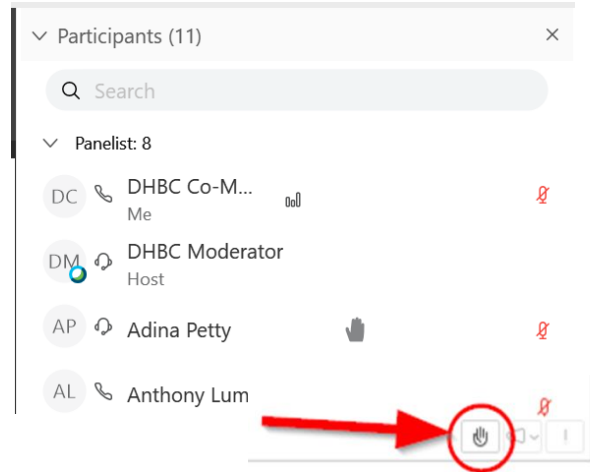 Participants (11)
Search
Panelist: 8
DC DHBC Co-M...
Me
DM DHBC Moderator
Host
AP Adina Petty
AL Anthony Lum